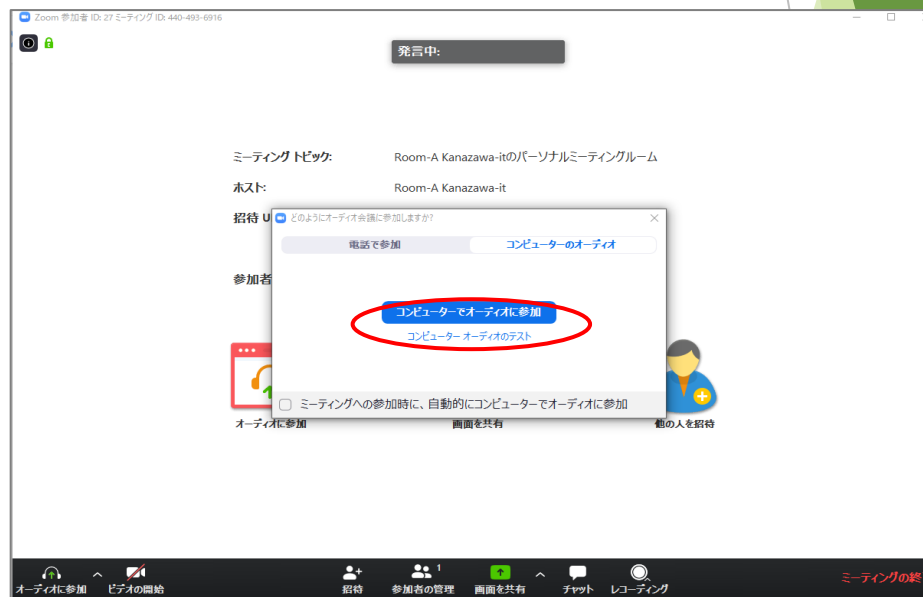 Zoom 参加者 ID: 27 ミーティング ID: 440-493-6916
発言中:
ミーティング トピック: Room-A Kanazawa-itのパーソナルミーティングルーム
ホスト: Room-A Kanazawa-it
招待 U
どのようにオーディオ会議に参加しますか?
電話で参加 コンピューターのオーディオ
参加者
コンピューターでオーディオに参加
コンピューター オーディオのテスト
ミーティングへの参加時に、自動的にコンピューターでオーディオに参加
オーディオに参加 画面を共有 他の人を招待
オーディオに参加 ビデオの開始 招待 参加者の管理 1 画面を共有 チャット レコーディング ミーティングの終